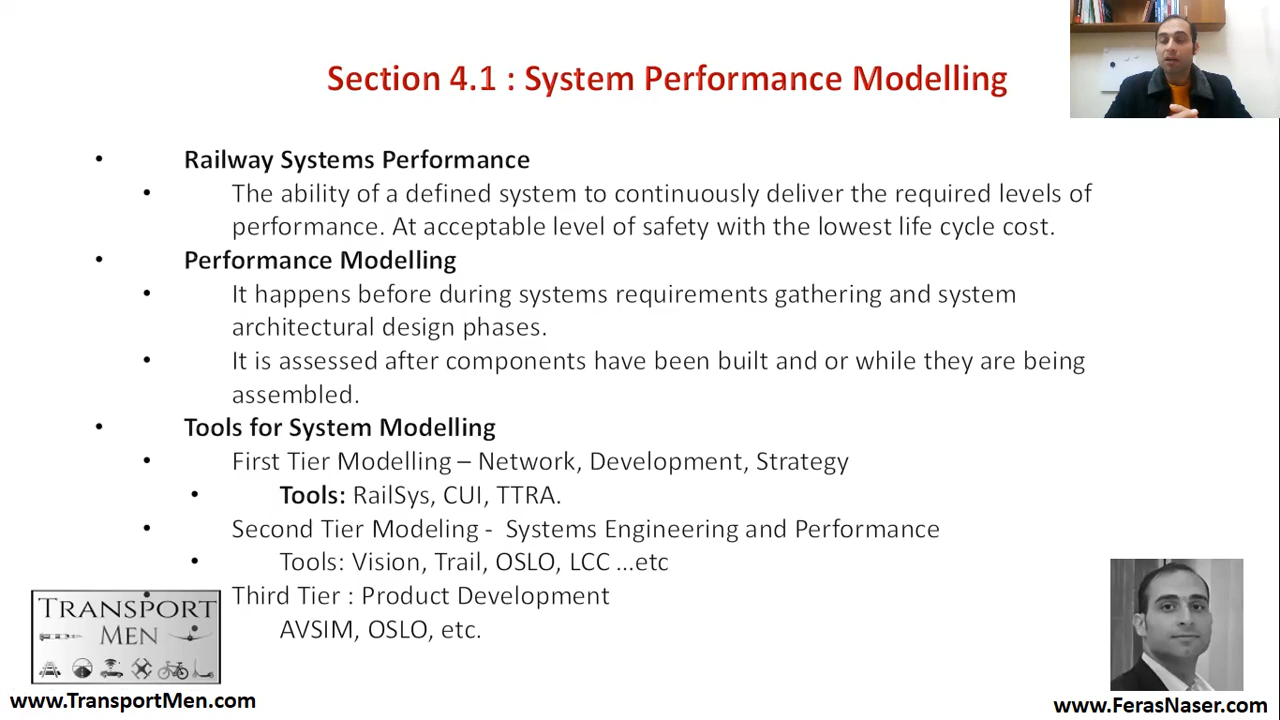 Section 4.1 : System Performance Modelling
• Railway Systems Performance
• The ability of a defined system to continuously deliver the required levels of
performance. At acceptable level of safety with the lowest life cycle cost.
• Performance Modelling
• It happens before during systems requirements gathering and system
architectural design phases.
• It is assessed after components have been built and or while they are being
assembled.
• Tools for System Modelling
• First Tier Modelling – Network, Development, Strategy
• Tools: RailSys, CUI, TTRA.
• Second Tier Modeling - Systems Engineering and Performance
• Tools: Vision, Trail, OSLO, LCC ...etc
• Third Tier : Product Development
AVSIM, OSLO, etc.
TRANSPORT
MEN
www.TransportMen.com
www.FerasNaser.com